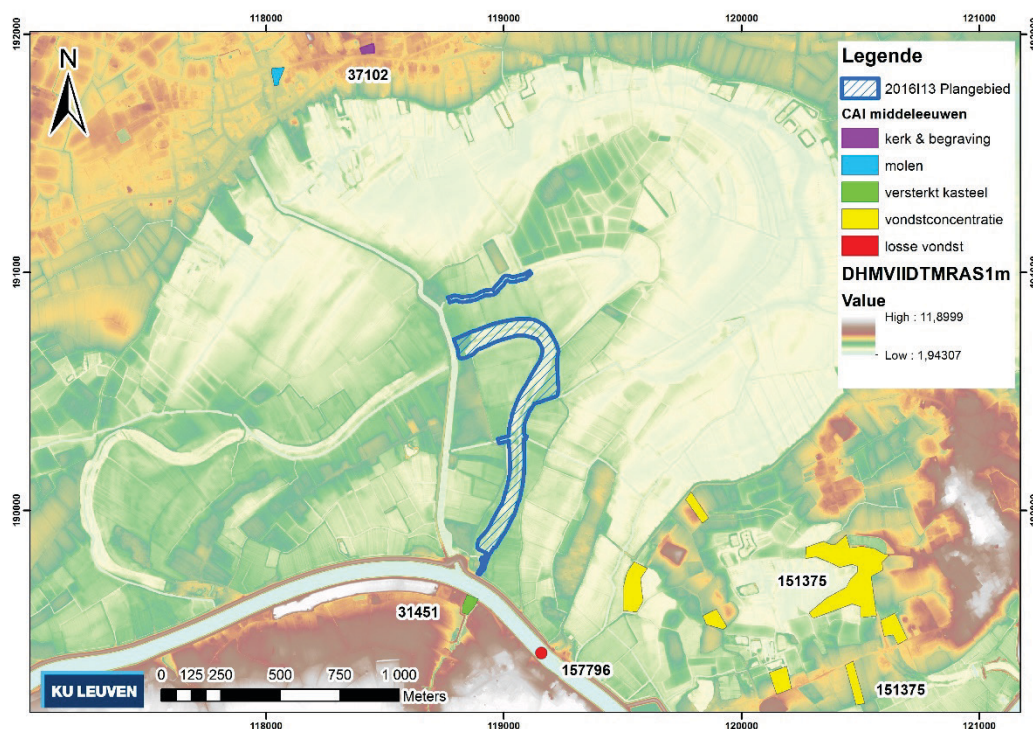 118000 119000 120000 121000
192000
N
37102
Legende
2016I13 Plangebied
CAI middeleeuwen
kerk & begraving
molen
versterkt kasteel
vondstconcentratie
losse vondst
DHMVIIDTMRAS1m
Value
High : 11,8999
Low : 1,94307
191000
190000
190000
151375
31451
157796
151375
KU LEUVEN
0 125 250 500 750 1 000
Meters
118000 119000 120000 121000